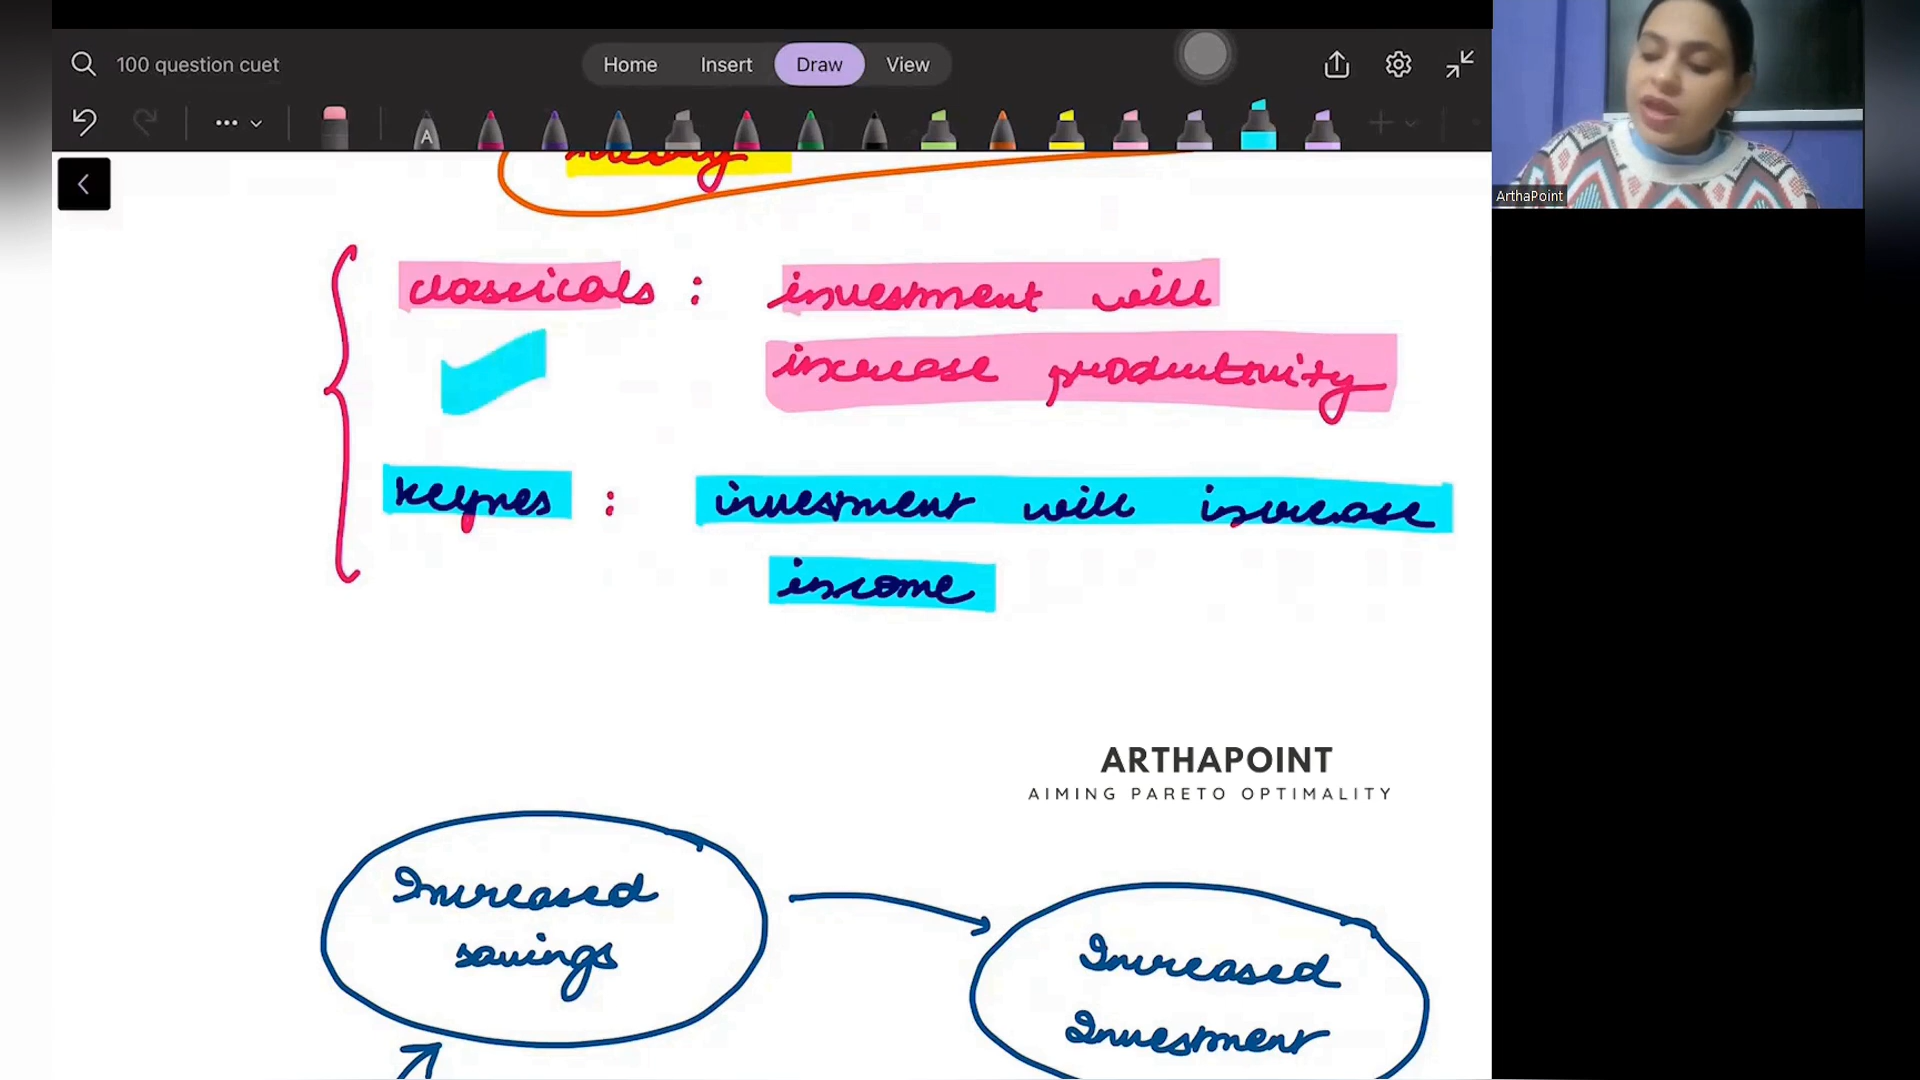 100 question cuet
Home Insert Draw View
A
theory
classicals : investment will
increase productivity
keynes : investment will increase
income
ARTHAPOINT
AIMING PARETO OPTIMALITY
Increased
savings
Increased
Investment
ArthaPoint